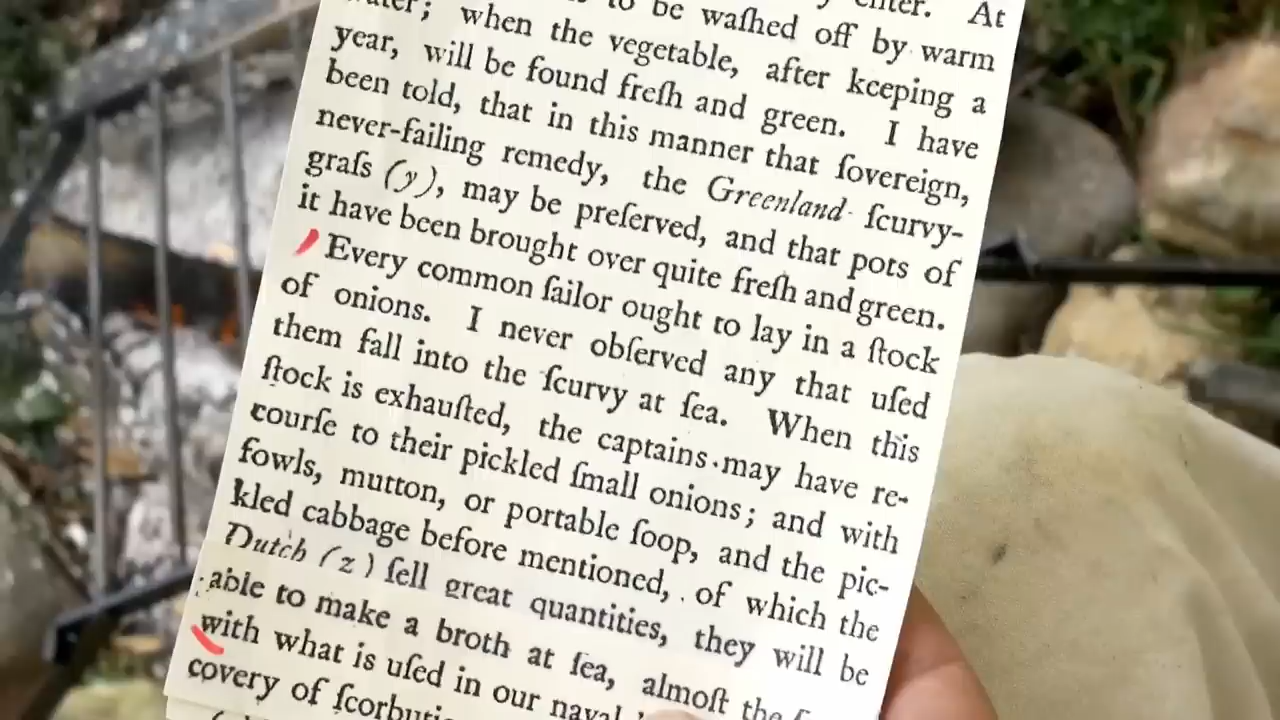 to be waſhed off by warm
water; when the vegetable, after keeping a
year, will be found freſh and green. I have
been told, that in this manner that ſovereign,
never-failing remedy, the Greenland ſcurvy-
graſs (y), may be preſerved, and that pots of
it have been brought over quite freſh and green.
Every common ſailor ought to lay in a ſtock
of onions. I never obſerved any that uſed
them fall into the ſcurvy at ſea. When this
ſtock is exhauſted, the captains may have re-
courſe to their pickled ſmall onions; and with
fowls, mutton, or portable ſoop, and the pic-
kled cabbage before mentioned, of which the
Dutch (z) ſell great quantities, they will be
able to make a broth at ſea, almoſt the
with what is uſed in our naval
covery of